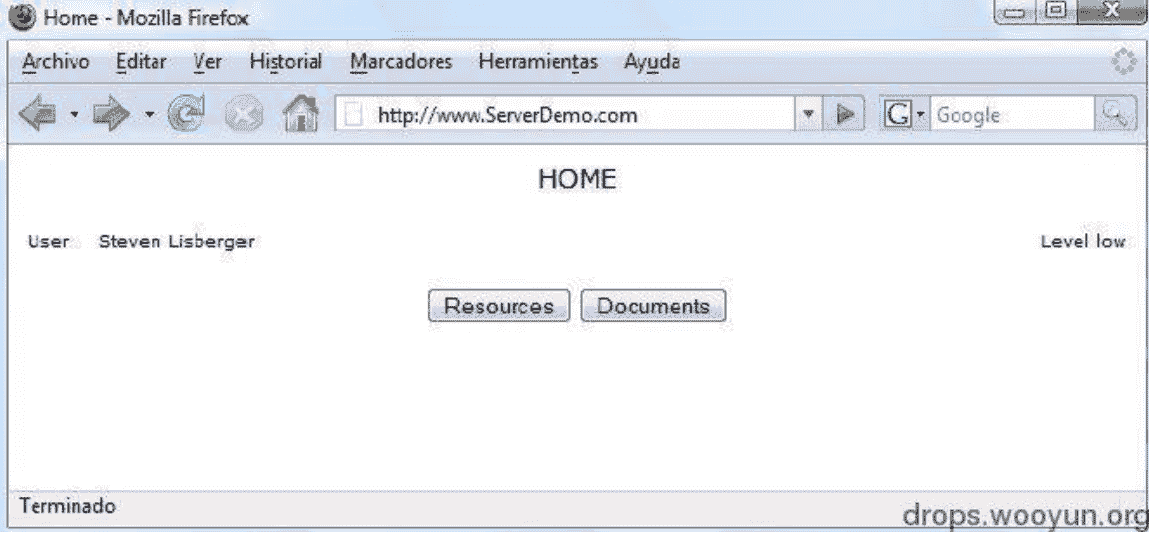 Home - Mozilla Firefox
Archivo Editar Ver Historial Marcadores Herramientas Ayuda
http://www.ServerDemo.com G Google
HOME
User Steven Lisberger Level low
Resources Documents
Terminado
drops.wooyun.org